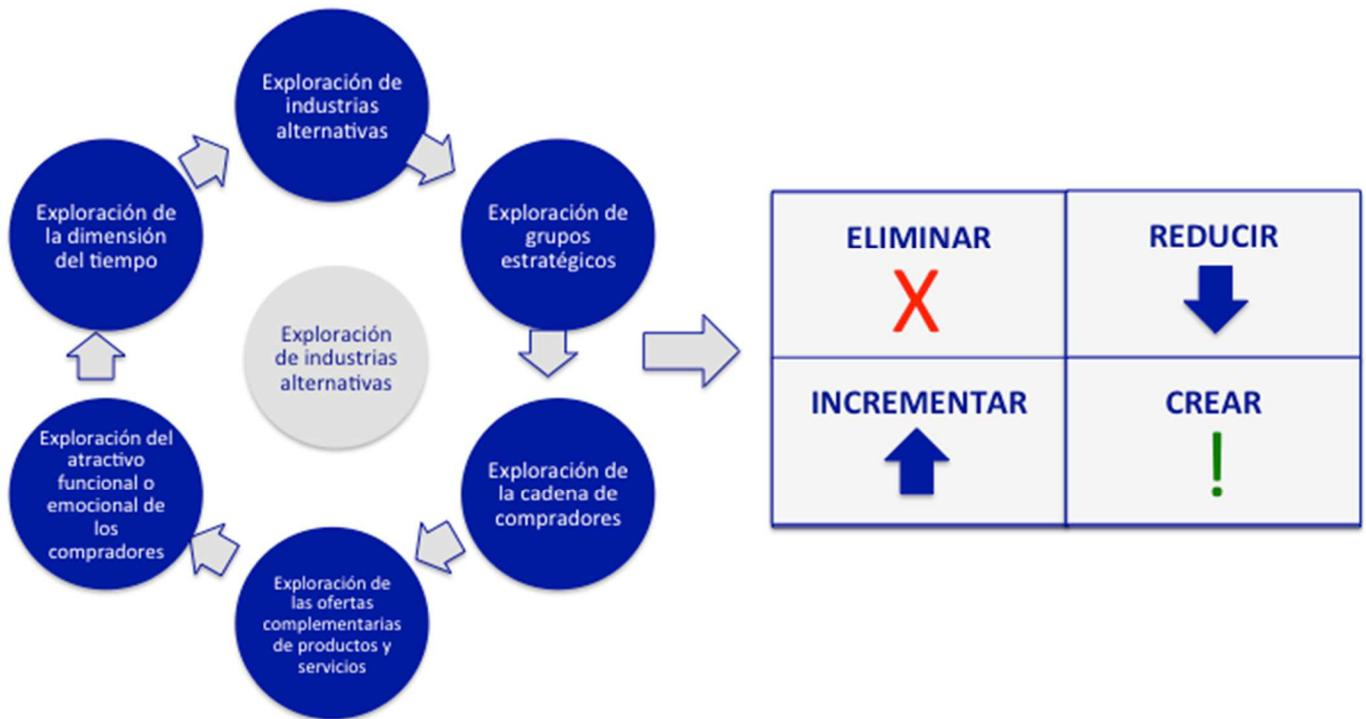 Exploración de
industrias
alternativas
Exploración de
grupos
estratégicos
Exploración de
la cadena de
compradores
Exploración de
las ofertas
complementarias
de productos y
servicios
Exploración del
atractivo
funcional o
emocional de
los
compradores
Exploración de
la dimensión
del tiempo
Exploración
de industrias
alternativas
ELIMINAR
X
REDUCIR
INCREMENTAR
CREAR
!